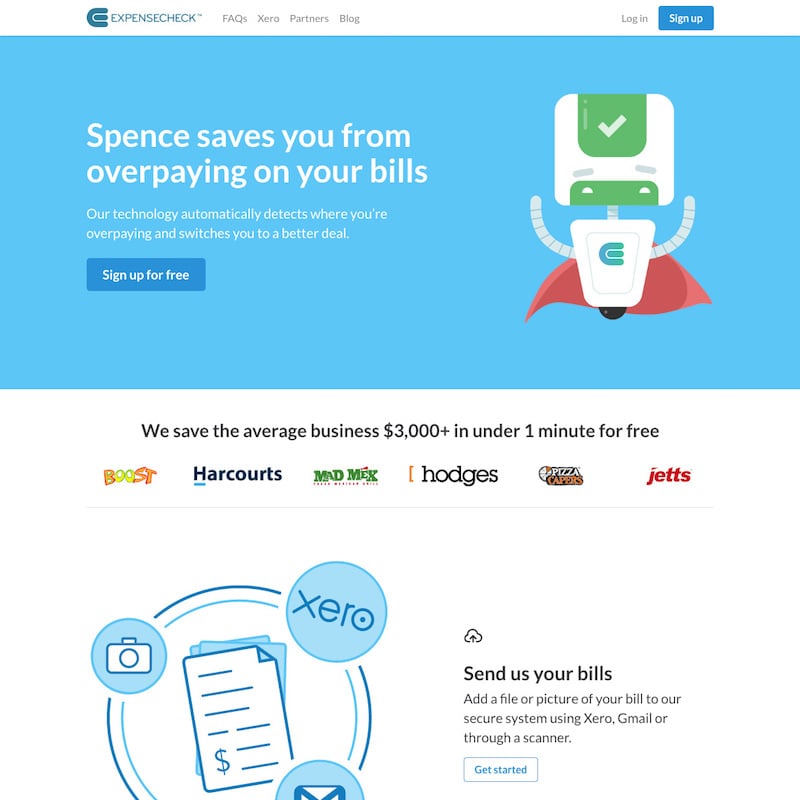 EXPENSECHECK™ FAQs Xero Partners Blog Log in Sign up
Spence saves you from
overpaying on your bills
Our technology automatically detects where you’re
overpaying and switches you to a better deal.
Sign up for free
We save the average business $3,000+ in under 1 minute for free
BOOST Harcourts MAD MEX hodges PIZZA CAPERS jetts
FRESH MEXICAN GRILL
xero
$
Send us your bills
Add a file or picture of your bill to our
secure system using Xero, Gmail or
through a scanner.
Get started